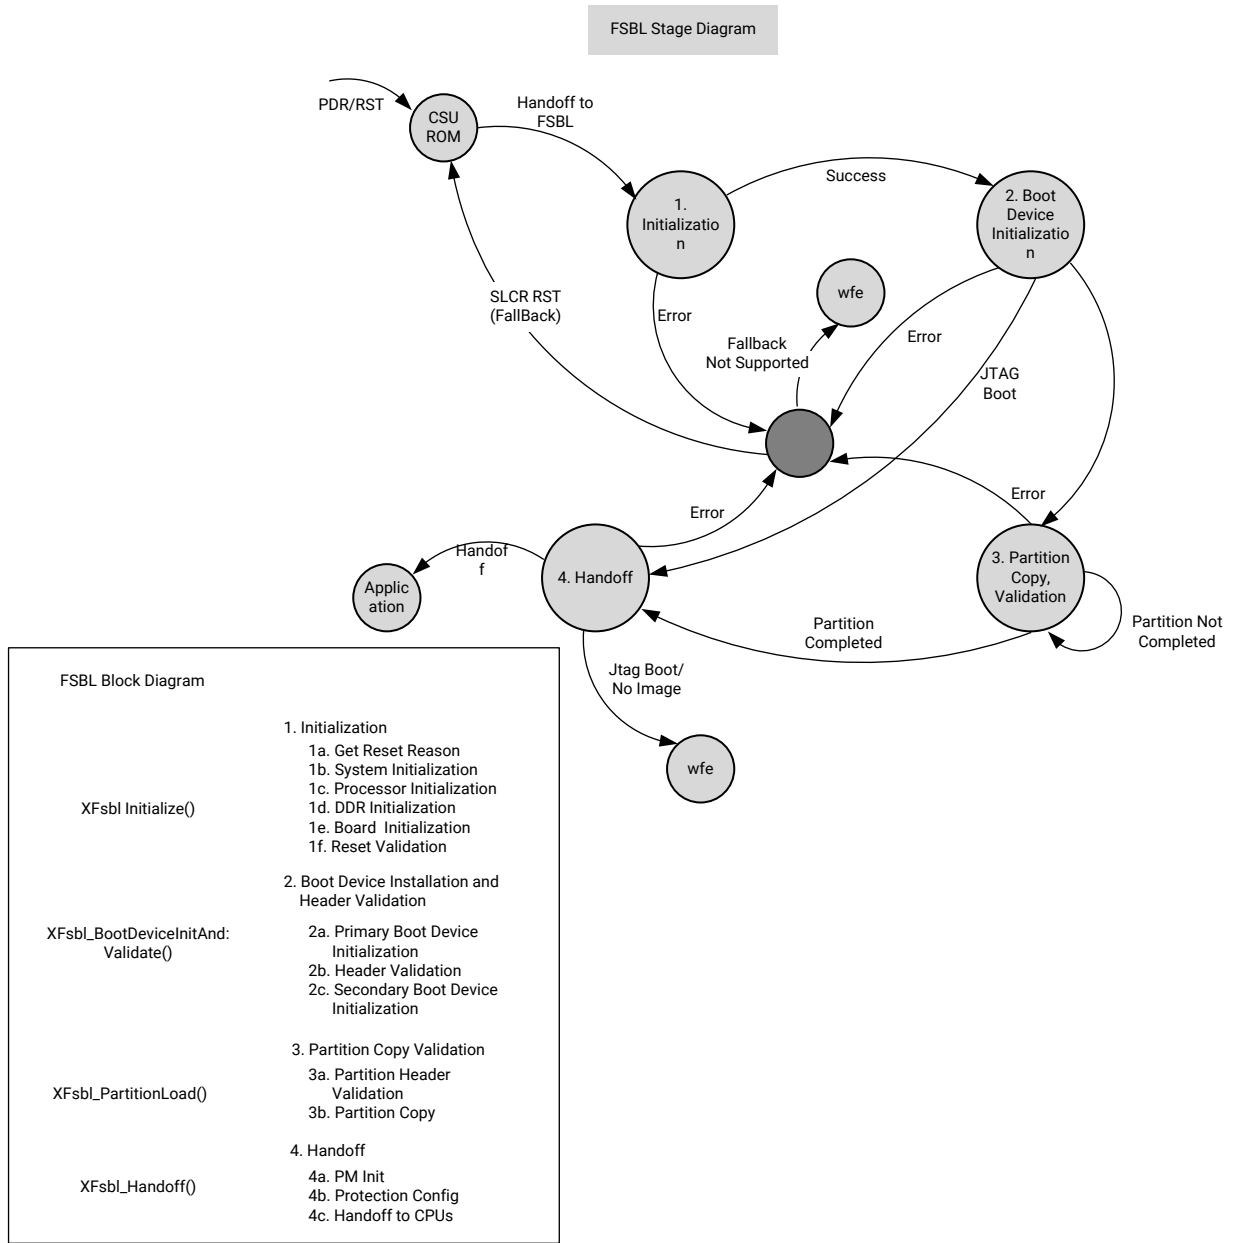 FSBL Stage Diagram
PDR/RST
CSU
ROM
Handoff to
FSBL
1.
Initializatio
n
Success
2. Boot
Device
Initializatio
n
SLCR RST
(FallBack)
Error
wfe
Fallback
Not Supported
Error
JTAG
Boot
Error
Error
Handof
f
Applic
ation
4. Handoff
3. Partition
Copy,
Validation
Partition
Completed
Partition Not
Completed
Jtag Boot/
No Image
wfe
FSBL Block Diagram
XFsbl Initialize()
1. Initialization
1a. Get Reset Reason
1b. System Initialization
1c. Processor Initialization
1d. DDR Initialization
1e. Board  Initialization
1f. Reset Validation
XFsbl_BootDeviceInitAnd:
Validate()
2. Boot Device Installation and
Header Validation
2a. Primary Boot Device
Initialization
2b. Header Validation
2c. Secondary Boot Device
Initialization
XFsbl_PartitionLoad()
3. Partition Copy Validation
3a. Partition Header
Validation
3b. Partition Copy
XFsbl_Handoff()
4. Handoff
4a. PM Init
4b. Protection Config
4c. Handoff to CPUs